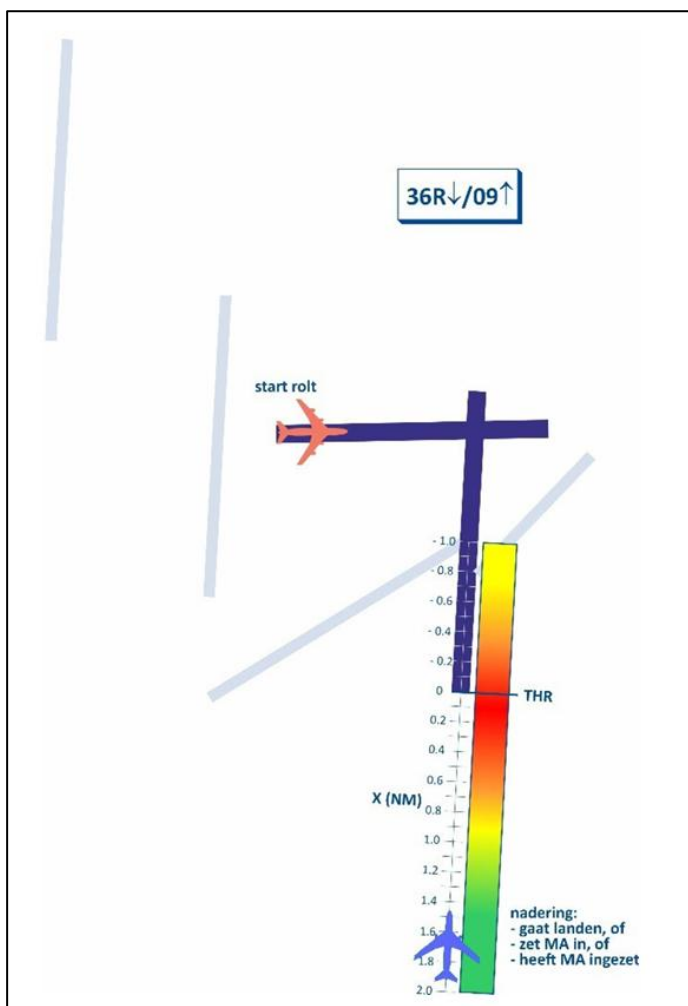 36R↓/09↑
start rolt
- 1.0
- 0.8
- 0.6
- 0.4
- 0.2
0
THR
0.2
0.4
0.6
X (NM)
0.8
1.0
1.2
1.4
1.6
1.8
2.0
nadering:
- gaat landen, of
- zet MA in, of
- heeft MA ingezet